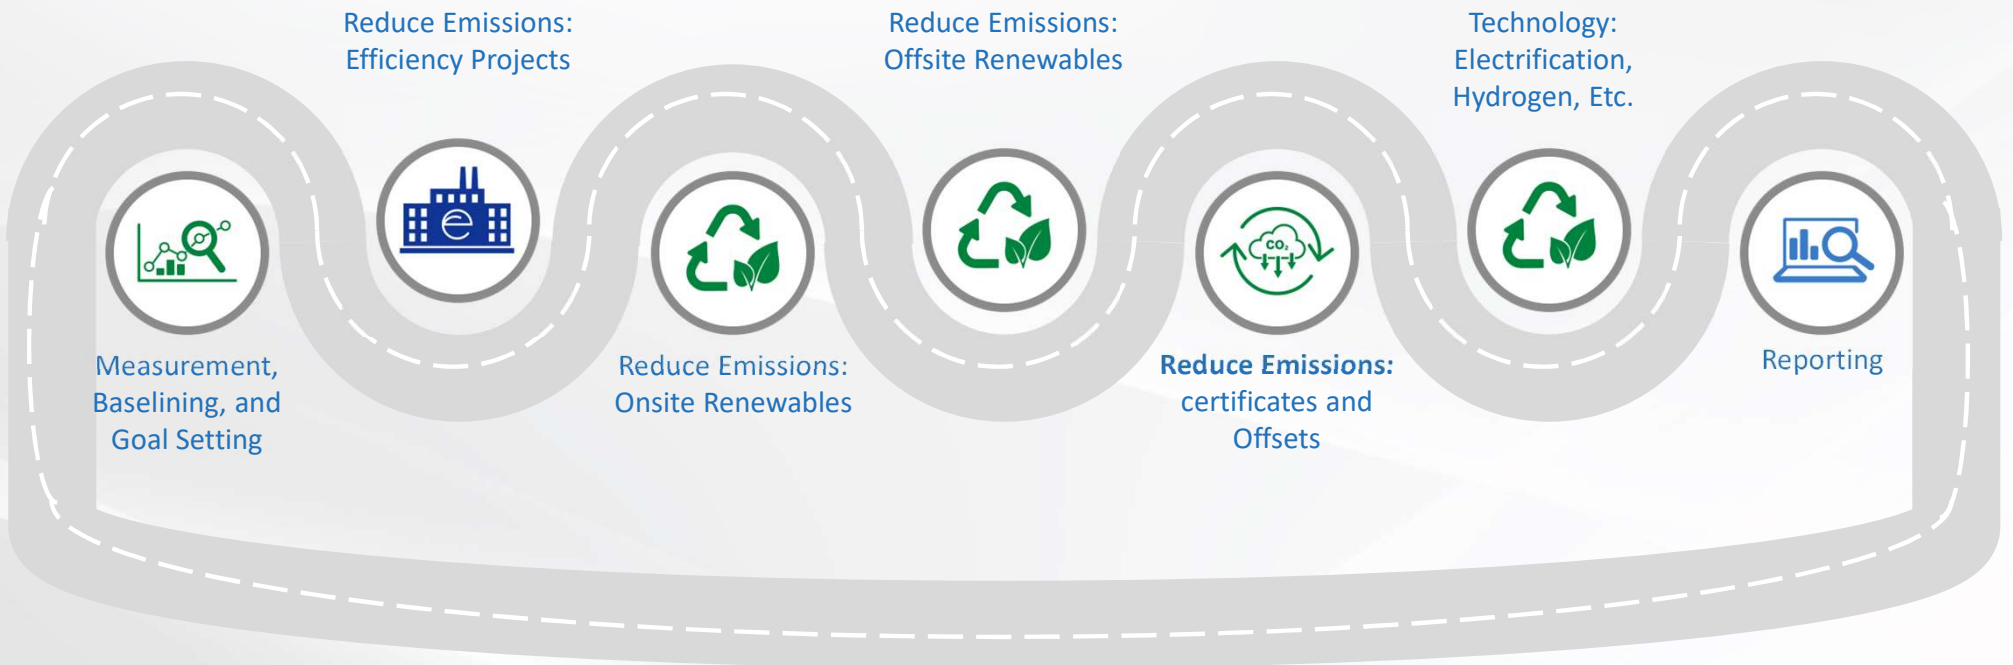 Reduce Emissions:
Efficiency Projects
Reduce Emissions:
Offsite Renewables
Technology:
Electrification,
Hydrogen, Etc.
CO₂
Measurement,
Baselining, and
Goal Setting
Reduce Emissions:
Onsite Renewables
Reduce Emissions:
certificates and
Offsets
Reporting